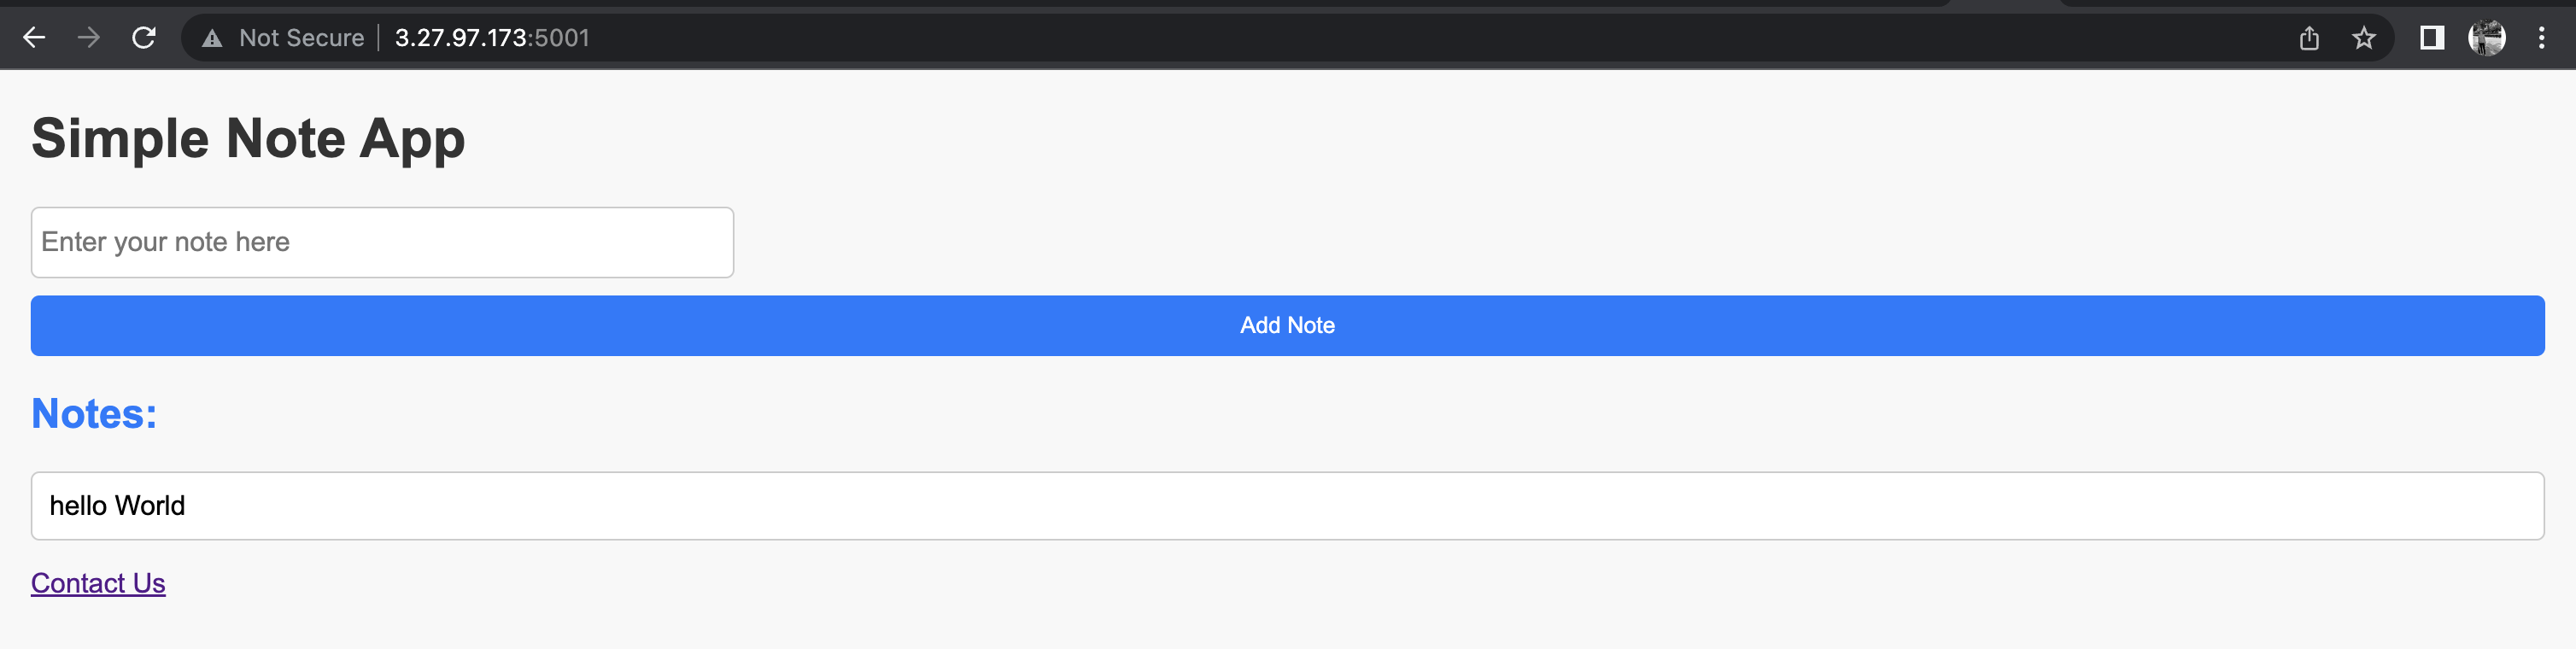 Not Secure | 3.27.97.173:5001
Simple Note App
Enter your note here
Add Note
Notes:
hello World
Contact Us